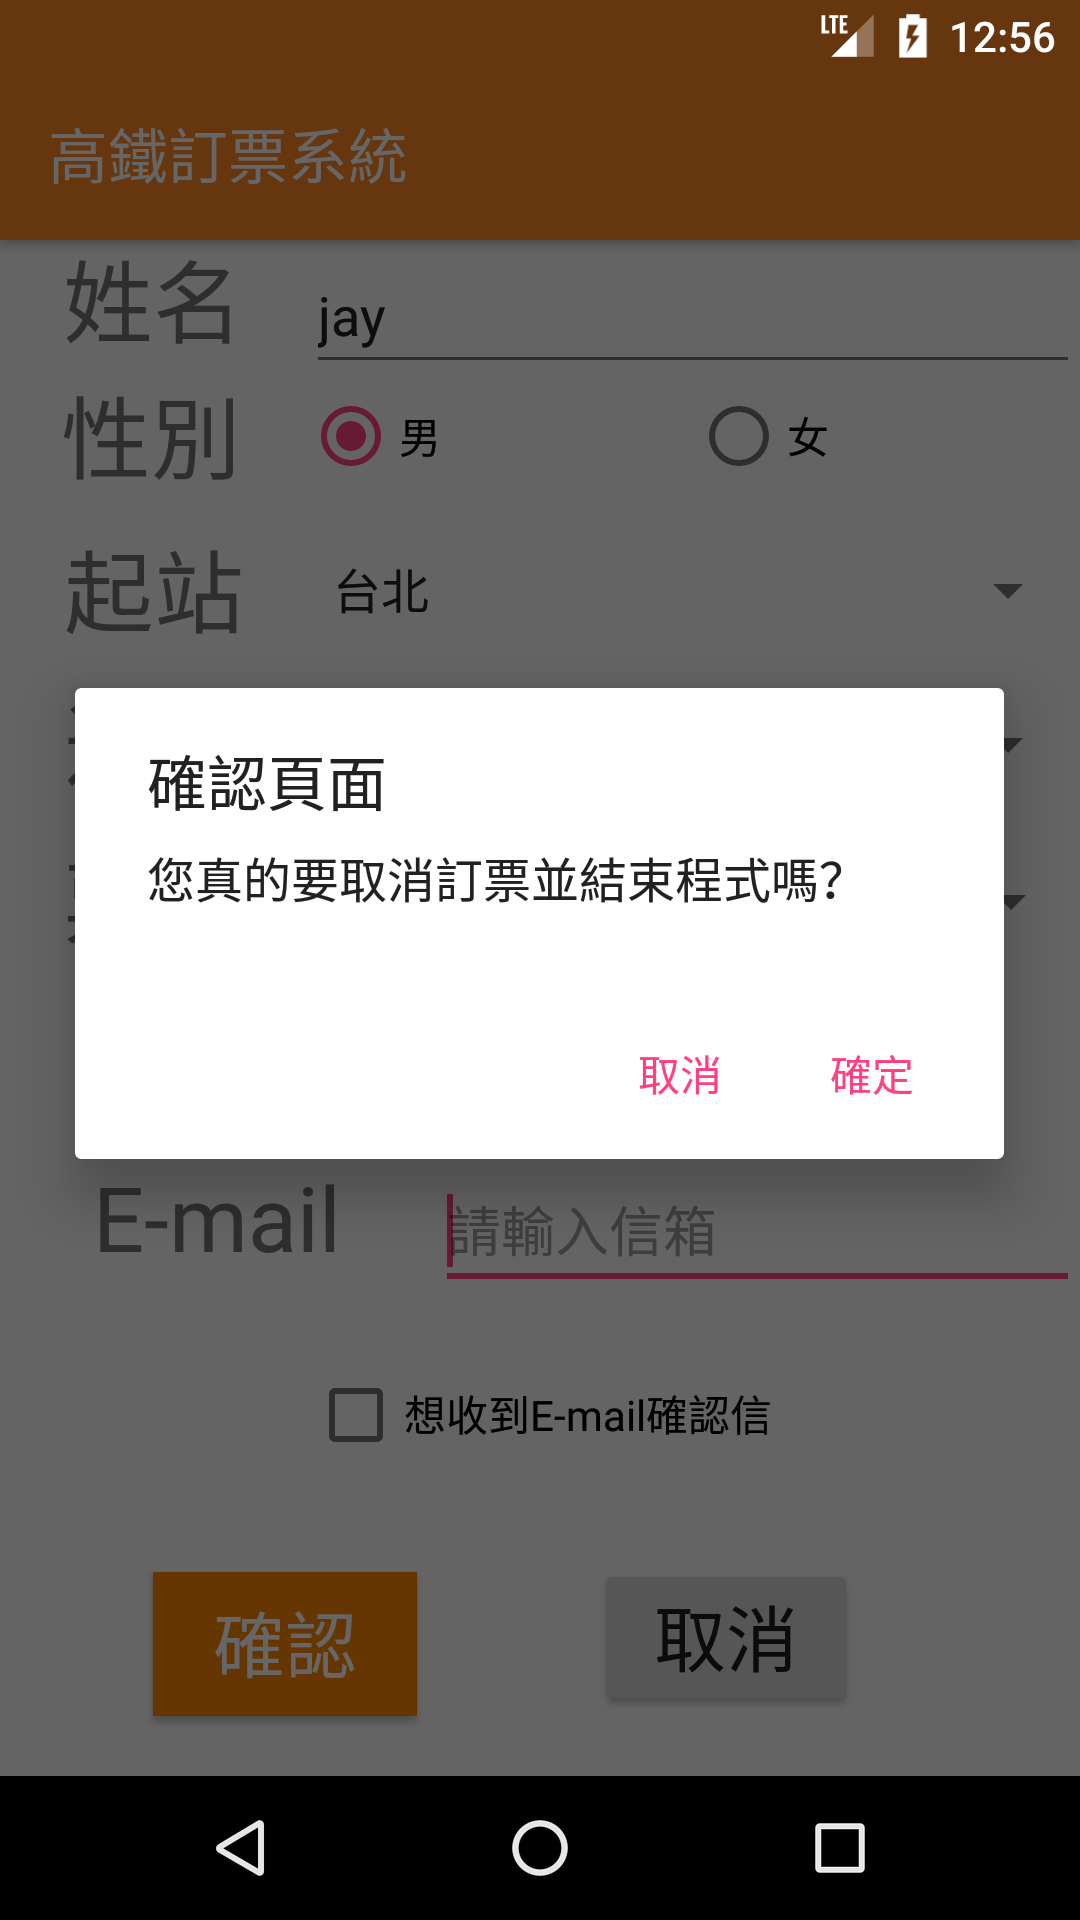 LTE 12:56
高鐵訂票系統
姓名 jay
性別 男 女
起站 台北
確認頁面
您真的要取消訂票並結束程式嗎?
取消 確定
E-mail 請輸入信箱
想收到E-mail確認信
確認 取消